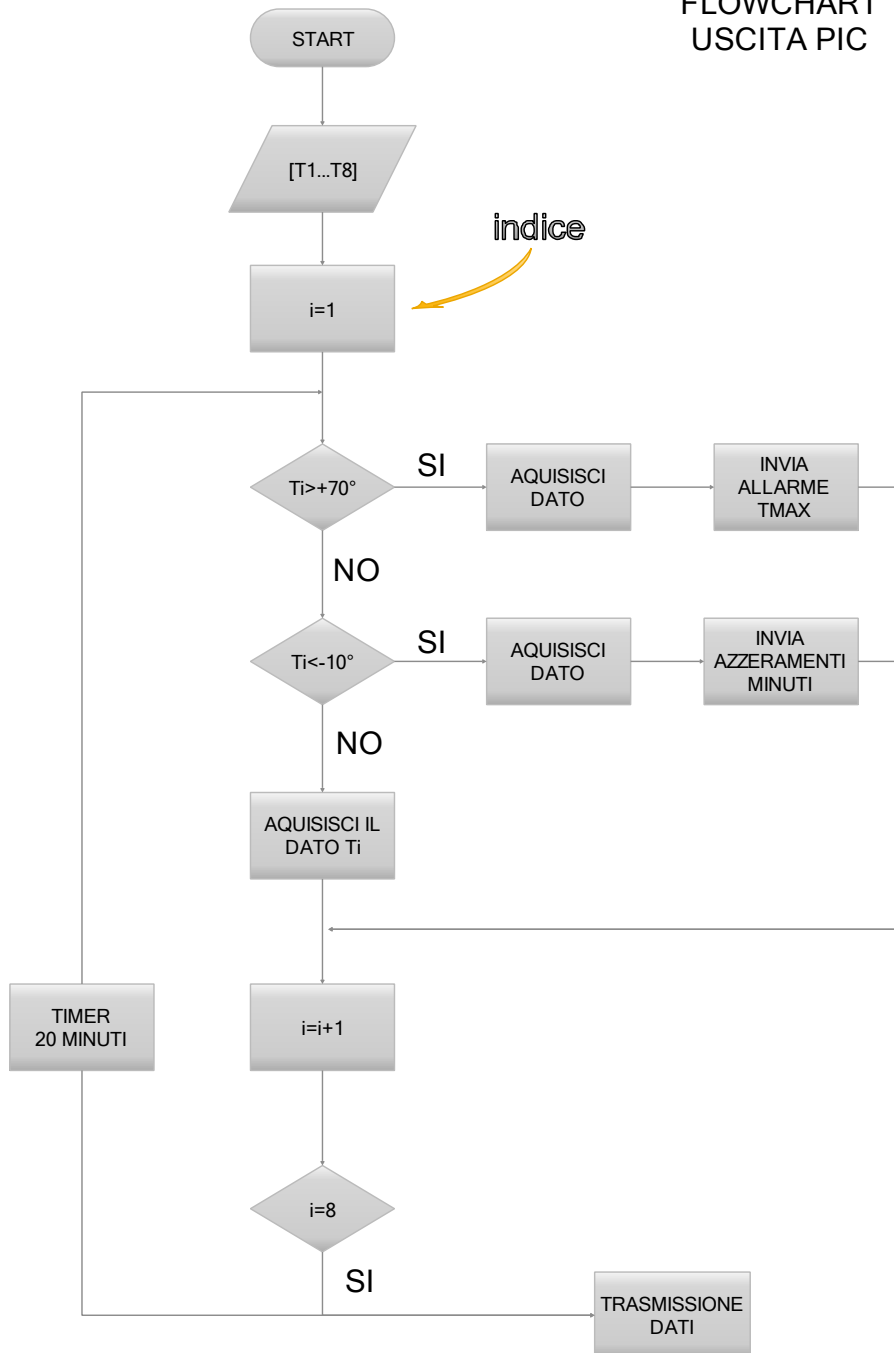 FLOWCHART
USCITA PIC
START
[T1...T8]
indice
i=1
Ti>+70°
SI
AQUISISCI
DATO
INVIA
ALLARME
TMAX
NO
Ti<-10°
SI
AQUISISCI
DATO
INVIA
AZZERAMENTI
MINUTI
NO
AQUISISCI IL
DATO Ti
TIMER
20 MINUTI
i=i+1
i=8
SI
TRASMISSIONE
DATI